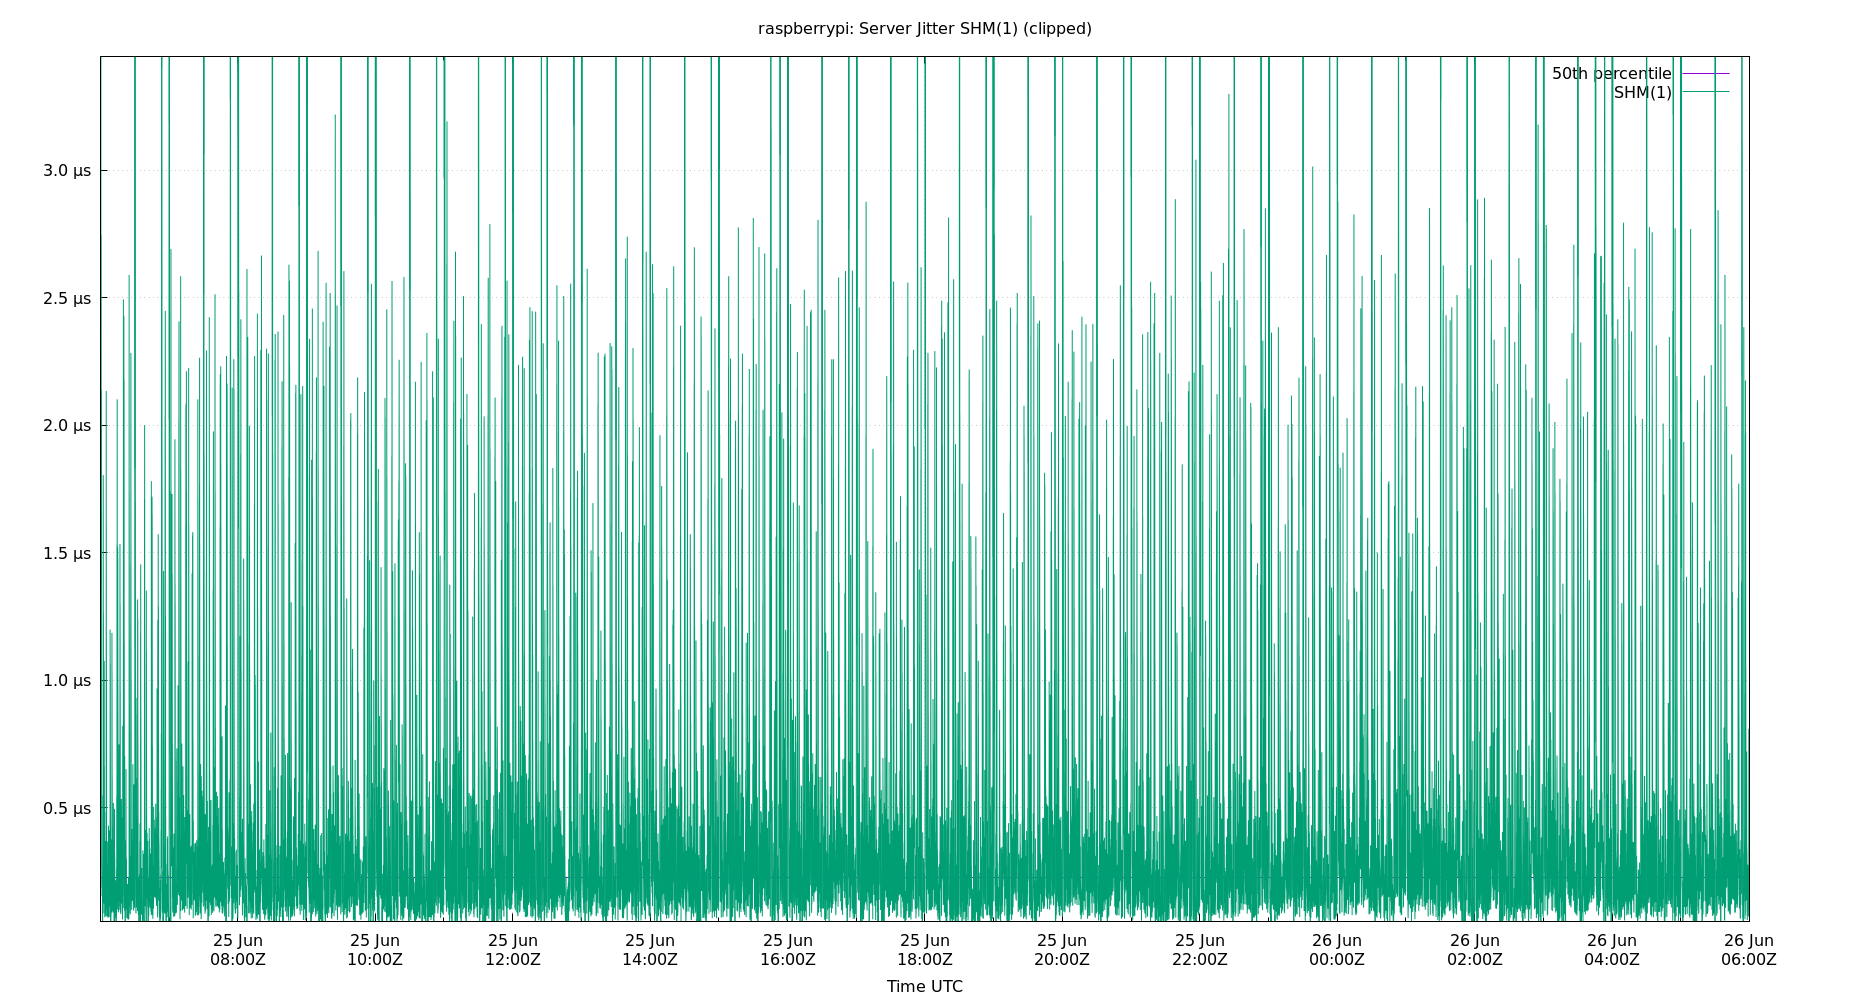 raspberrypi: Server Jitter SHM(1) (clipped)
50th percentile
SHM(1)
3.0 µs
2.5 µs
2.0 µs
1.5 µs
1.0 µs
0.5 µs
25 Jun 25 Jun 25 Jun 25 Jun 25 Jun 25 Jun 25 Jun 25 Jun 26 Jun 26 Jun 26 Jun 26 Jun
08:00Z 10:00Z 12:00Z 14:00Z 16:00Z 18:00Z 20:00Z 22:00Z 00:00Z 02:00Z 04:00Z 06:00Z
Time UTC